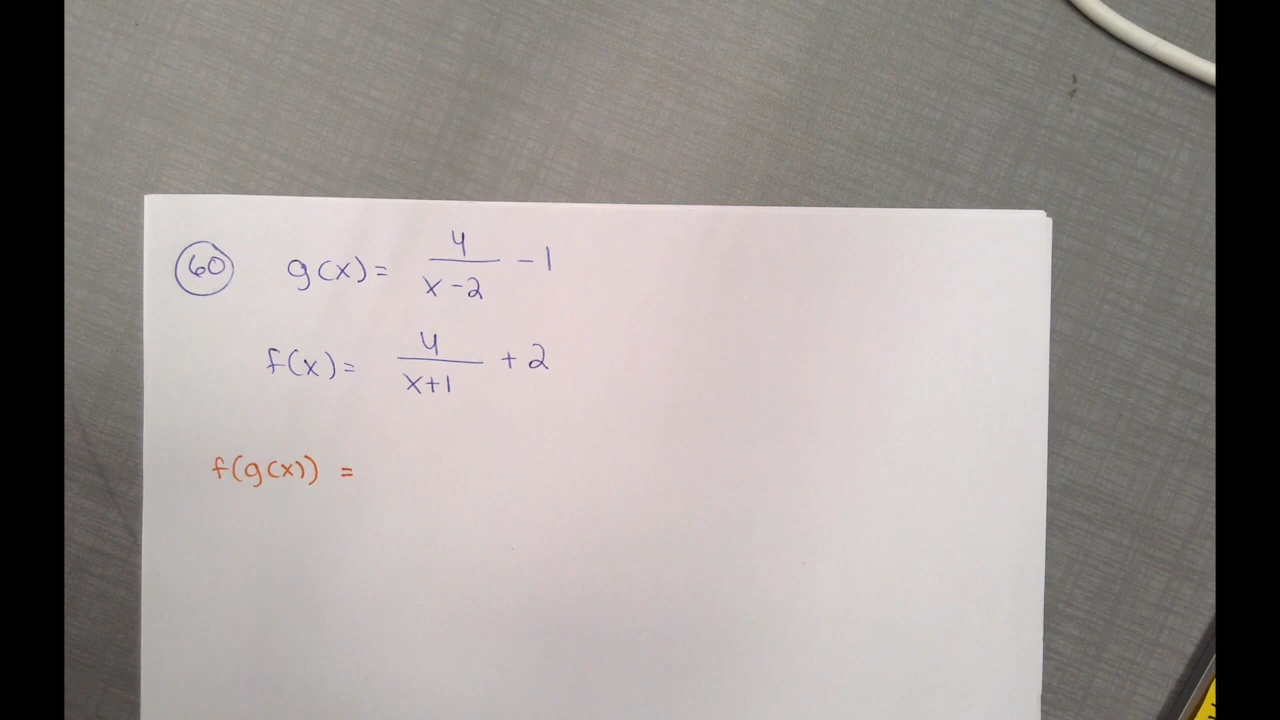 60 g(x) = 4/(x-2) - 1
f(x) = 4/(x+1) + 2
f(g(x)) =